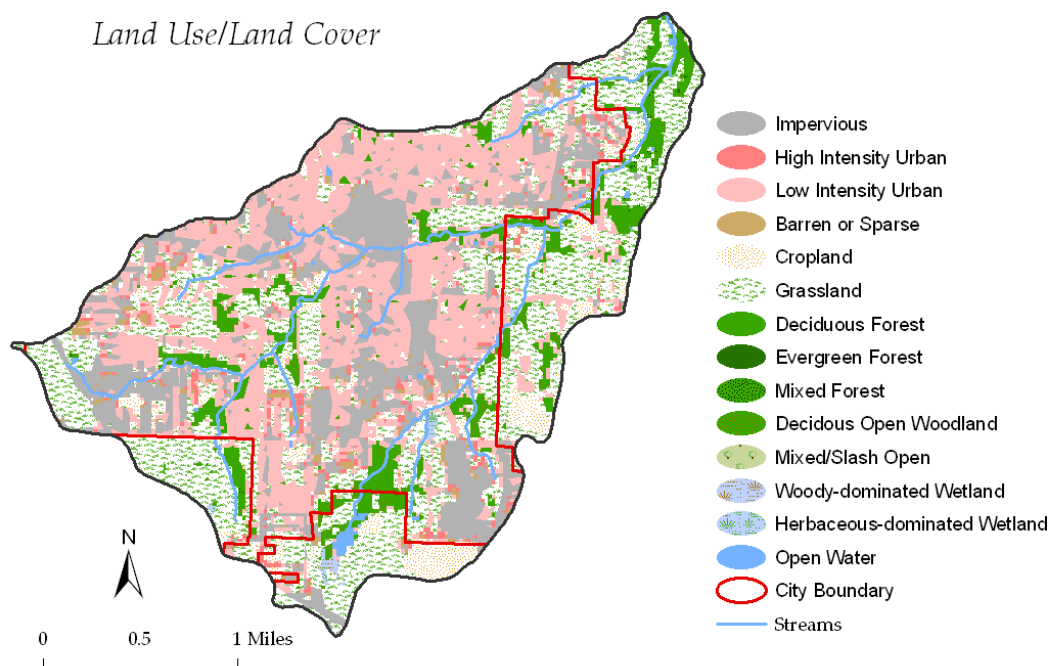 Land Use/Land Cover
Impervious
High Intensity Urban
Low Intensity Urban
Barren or Sparse
Cropland
Grassland
Deciduous Forest
Evergreen Forest
Mixed Forest
Decidous Open Woodland
Mixed/Slash Open
Woody-dominated Wetland
Herbaceous-dominated Wetland
Open Water
City Boundary
Streams
N
0 0.5 1 Miles